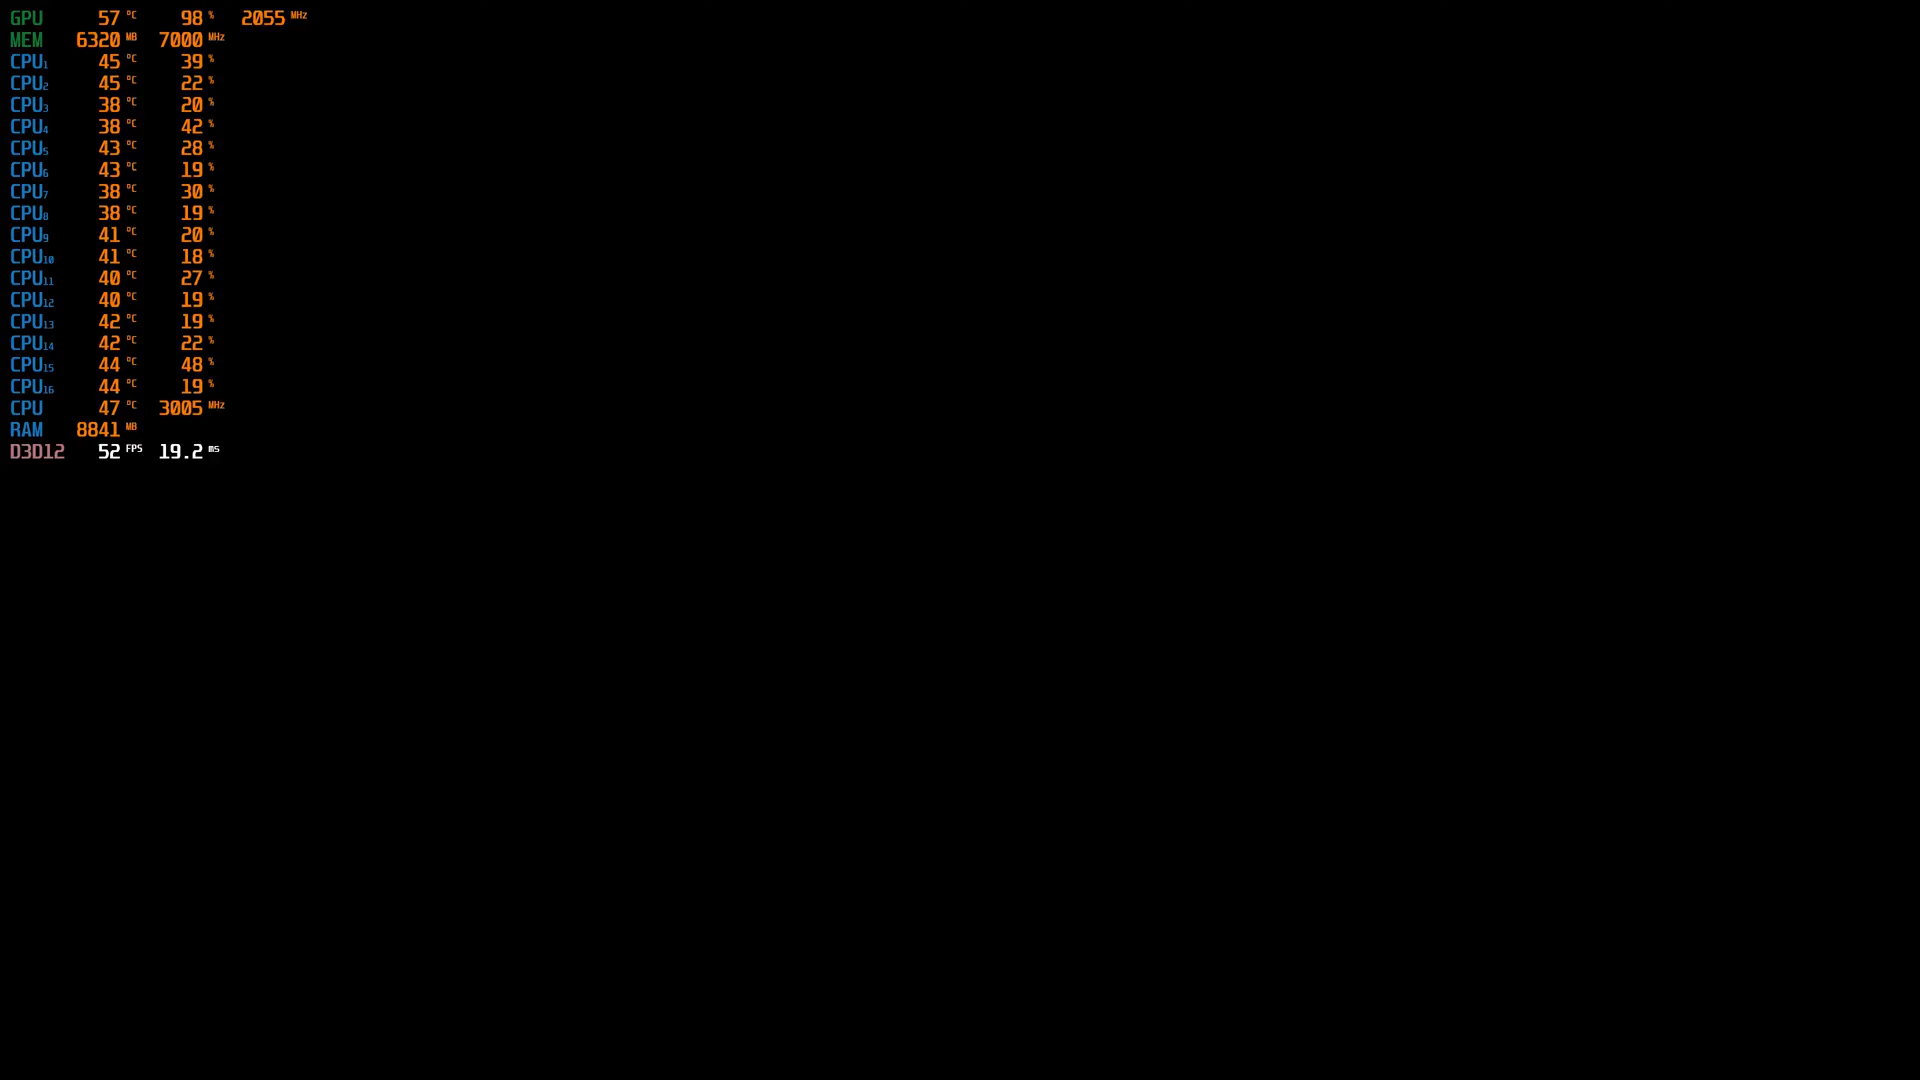 GPU 57 °C 98 % 2055 MHz
MEM 6320 MB 7000 MHz
CPU1 45 °C 39 %
CPU2 45 °C 22 %
CPU3 38 °C 20 %
CPU4 38 °C 42 %
CPU5 43 °C 28 %
CPU6 43 °C 19 %
CPU7 38 °C 30 %
CPU8 38 °C 19 %
CPU9 41 °C 20 %
CPU10 41 °C 18 %
CPU11 40 °C 27 %
CPU12 40 °C 19 %
CPU13 42 °C 19 %
CPU14 42 °C 22 %
CPU15 44 °C 48 %
CPU16 44 °C 19 %
CPU 47 °C 3005 MHz
RAM 8841 MB
D3D12 52 FPS 19.2 ms